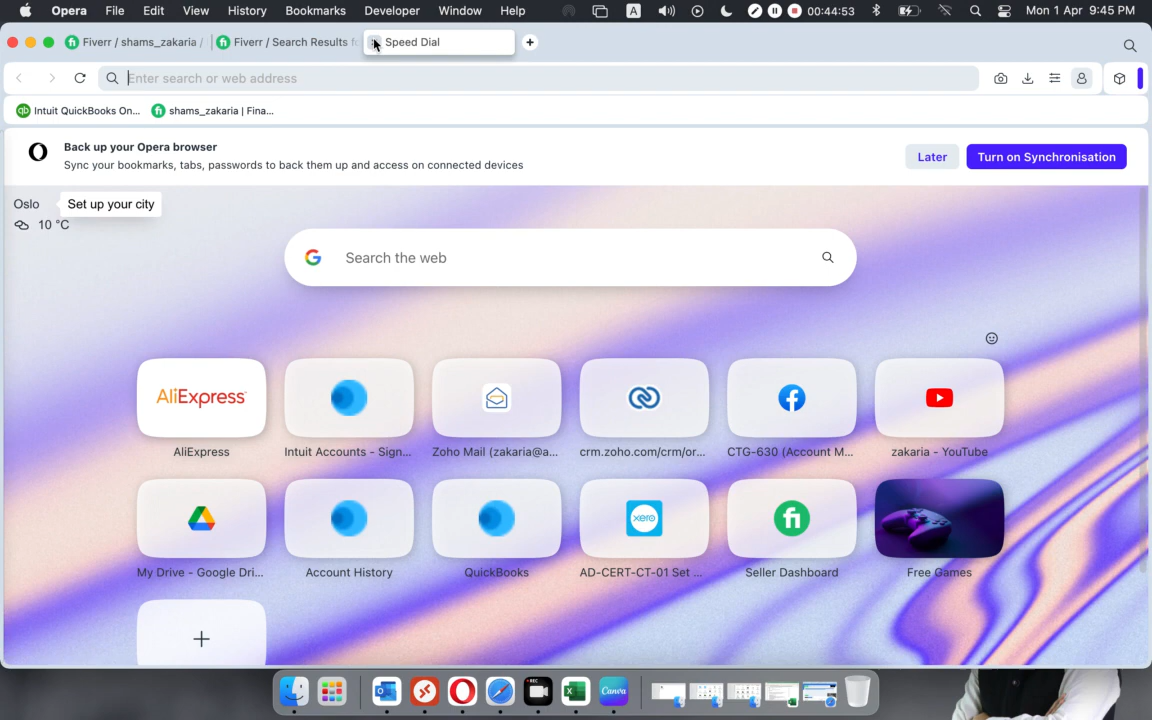 Opera File Edit View History Bookmarks Developer Window Help A 00:44:53 Mon 1 Apr 9:45 PM
Fiverr / shams_zakaria / Fiverr / Search Results f Speed Dial
Enter search or web address
qb Intuit QuickBooks On... fi shams_zakaria | Fina...
Back up your Opera browser
Sync your bookmarks, tabs, passwords to back them up and access on connected devices
Later Turn on Synchronisation
Oslo Set up your city
10 °C
G Search the web
AliExpress
AliExpress Intuit Accounts - Sign... Zoho Mail (zakaria@a... crm.zoho.com/crm/or... CTG-630 (Account M... zakaria - YouTube
xero fi
My Drive - Google Dri... Account History QuickBooks AD-CERT-CT-01 Set ... Seller Dashboard Free Games
REC
Canva